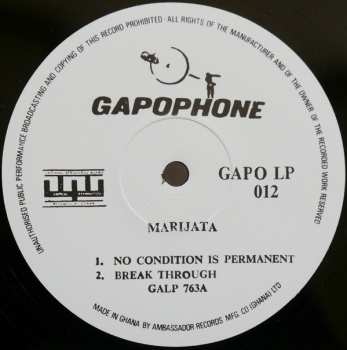 UNAUTHORISED PUBLIC PERFORMANCE BROADCASTING AND COPYING OF THIS RECORD PROHIBITED · ALL RIGHTS OF THE MANUFACTURER AND OF THE OWNER OF THE RECORDED WORK RESERVED
GAPOPHONE
GAPO LP
012
MARIJATA
1. NO CONDITION IS PERMANENT
2. BREAK THROUGH
GALP 763A
MADE IN GHANA BY AMBASSADOR RECORDS MFG. CO (GHANA) LTD